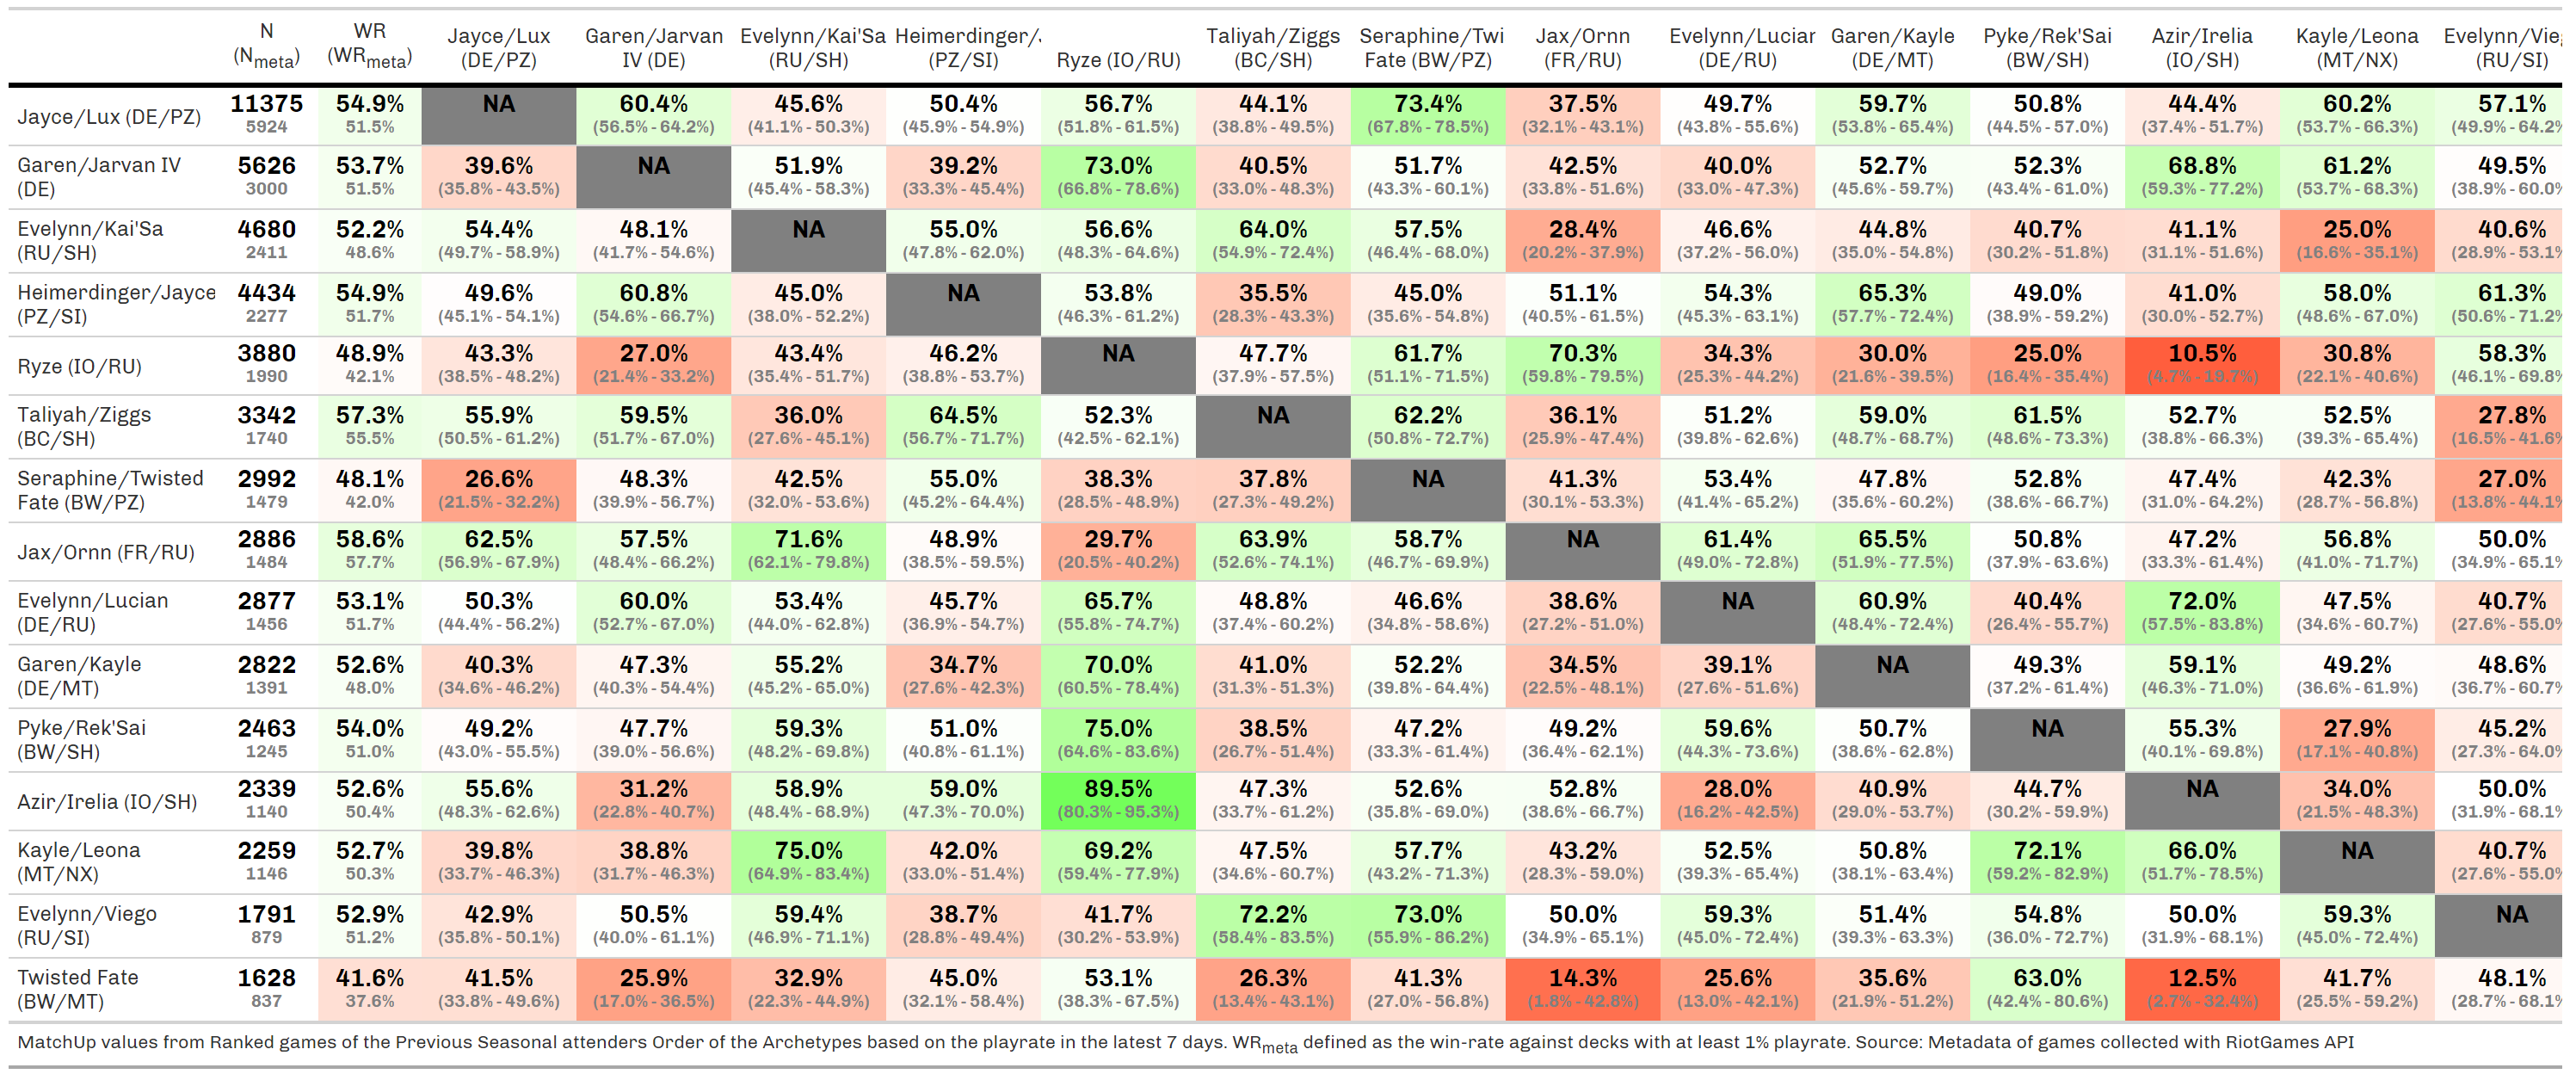 N WR Jayce/Lux Garen/Jarvan Evelynn/Kai'Sa Heimerdinger/ Taliyah/Ziggs Seraphine/Twi Jax/Ornn Evelynn/Lucian Garen/Kayle Pyke/Rek'Sai Azir/Irelia Kayle/Leona Evelynn/Vieg
(Nmeta) (WRmeta) (DE/PZ) IV (DE) (RU/SH) (PZ/SI) Ryze (IO/RU) (BC/SH) Fate (BW/PZ) (FR/RU) (DE/RU) (DE/MT) (BW/SH) (IO/SH) (MT/NX) (RU/SI)
Jayce/Lux (DE/PZ) 11375 54.9% NA 60.4% 45.6% 50.4% 56.7% 44.1% 73.4% 37.5% 49.7% 59.7% 50.8% 44.4% 60.2% 57.1%
5924 51.5% (56.5% - 64.2%) (41.1% - 50.3%) (45.9% - 54.9%) (51.8% - 61.5%) (38.8% - 49.5%) (67.8% - 78.5%) (32.1% - 43.1%) (43.8% - 55.6%) (53.8% - 65.4%) (44.5% - 57.0%) (37.4% - 51.7%) (53.7% - 66.3%) (49.9% - 64.2%
Garen/Jarvan IV 5626 53.7% 39.6% NA 51.9% 39.2% 73.0% 40.5% 51.7% 42.5% 40.0% 52.7% 52.3% 68.8% 61.2% 49.5%
(DE) 3000 51.5% (35.8% - 43.5%) (45.4% - 58.3%) (33.3% - 45.4%) (66.8% - 78.6%) (33.0% - 48.3%) (43.3% - 60.1%) (33.8% - 51.6%) (33.0% - 47.3%) (45.6% - 59.7%) (43.4% - 61.0%) (59.3% - 77.2%) (53.7% - 68.3%) (38.9% - 60.0%
Evelynn/Kai'Sa 4680 52.2% 54.4% 48.1% NA 55.0% 56.6% 64.0% 57.5% 28.4% 46.6% 44.8% 40.7% 41.1% 25.0% 40.6%
(RU/SH) 2411 48.6% (49.7% - 58.9%) (41.7% - 54.6%) (47.8% - 62.0%) (48.3% - 64.6%) (54.9% - 72.4%) (46.4% - 68.0%) (20.2% - 37.9%) (37.2% - 56.0%) (35.0% - 54.8%) (30.2% - 51.8%) (31.1% - 51.6%) (16.6% - 35.1%) (28.9% - 53.1%
Heimerdinger/Jayce 4434 54.9% 49.6% 60.8% 45.0% NA 53.8% 35.5% 45.0% 51.1% 54.3% 65.3% 49.0% 41.0% 58.0% 61.3%
(PZ/SI) 2277 51.7% (45.1% - 54.1%) (54.6% - 66.7%) (38.0% - 52.2%) (46.3% - 61.2%) (28.3% - 43.3%) (35.6% - 54.8%) (40.5% - 61.5%) (45.3% - 63.1%) (57.7% - 72.4%) (38.9% - 59.2%) (30.0% - 52.7%) (48.6% - 67.0%) (50.6% - 71.2%
Ryze (IO/RU) 3880 48.9% 43.3% 27.0% 43.4% 46.2% NA 47.7% 61.7% 70.3% 34.3% 30.0% 25.0% 10.5% 30.8% 58.3%
1990 42.1% (38.5% - 48.2%) (21.4% - 33.2%) (35.4% - 51.7%) (38.8% - 53.7%) (37.9% - 57.5%) (51.1% - 71.5%) (59.8% - 79.5%) (25.3% - 44.2%) (21.6% - 39.5%) (16.4% - 35.4%) (4.7% - 19.7%) (22.1% - 40.6%) (46.1% - 69.8%
Taliyah/Ziggs 3342 57.3% 55.9% 59.5% 36.0% 64.5% 52.3% NA 62.2% 36.1% 51.2% 59.0% 61.5% 52.7% 52.5% 27.8%
(BC/SH) 1740 55.5% (50.5% - 61.2%) (51.7% - 67.0%) (27.6% - 45.1%) (56.7% - 71.7%) (42.5% - 62.1%) (50.8% - 72.7%) (25.9% - 47.4%) (39.8% - 62.6%) (48.7% - 68.7%) (48.6% - 73.3%) (38.8% - 66.3%) (39.3% - 65.4%) (16.5% - 41.6%
Seraphine/Twisted 2992 48.1% 26.6% 48.3% 42.5% 55.0% 38.3% 37.8% NA 41.3% 53.4% 47.8% 52.8% 47.4% 42.3% 27.0%
Fate (BW/PZ) 1479 42.0% (21.5% - 32.2%) (39.9% - 56.7%) (32.0% - 53.6%) (45.2% - 64.4%) (28.5% - 48.9%) (27.3% - 49.2%) (30.1% - 53.3%) (41.4% - 65.2%) (35.6% - 60.2%) (38.6% - 66.7%) (31.0% - 64.2%) (28.7% - 56.8%) (13.8% - 44.1%
Jax/Ornn (FR/RU) 2886 58.6% 62.5% 57.5% 71.6% 48.9% 29.7% 63.9% 58.7% NA 61.4% 65.5% 50.8% 47.2% 56.8% 50.0%
1484 57.7% (56.9% - 67.9%) (48.4% - 66.2%) (62.1% - 79.8%) (38.5% - 59.5%) (20.5% - 40.2%) (52.6% - 74.1%) (46.7% - 69.9%) (49.0% - 72.8%) (51.9% - 77.5%) (37.9% - 63.6%) (33.3% - 61.4%) (41.0% - 71.7%) (34.9% - 65.1%
Evelynn/Lucian 2877 53.1% 50.3% 60.0% 53.4% 45.7% 65.7% 48.8% 46.6% 38.6% NA 60.9% 40.4% 72.0% 47.5% 40.7%
(DE/RU) 1456 51.7% (44.4% - 56.2%) (52.7% - 67.0%) (44.0% - 62.8%) (36.9% - 54.7%) (55.8% - 74.7%) (37.4% - 60.2%) (34.8% - 58.6%) (27.2% - 51.0%) (48.4% - 72.4%) (26.4% - 55.7%) (57.5% - 83.8%) (34.6% - 60.7%) (27.6% - 55.0%
Garen/Kayle 2822 52.6% 40.3% 47.3% 55.2% 34.7% 70.0% 41.0% 52.2% 34.5% 39.1% NA 49.3% 59.1% 49.2% 48.6%
(DE/MT) 1391 48.0% (34.6% - 46.2%) (40.3% - 54.4%) (45.2% - 65.0%) (27.6% - 42.3%) (60.5% - 78.4%) (31.3% - 51.3%) (39.8% - 64.4%) (22.5% - 48.1%) (27.6% - 51.6%) (37.2% - 61.4%) (46.3% - 71.0%) (36.6% - 61.9%) (36.7% - 60.7%
Pyke/Rek'Sai 2463 54.0% 49.2% 47.7% 59.3% 51.0% 75.0% 38.5% 47.2% 49.2% 59.6% 50.7% NA 55.3% 27.9% 45.2%
(BW/SH) 1245 51.0% (43.0% - 55.5%) (39.0% - 56.6%) (48.2% - 69.8%) (40.8% - 61.1%) (64.6% - 83.6%) (26.7% - 51.4%) (33.3% - 61.4%) (36.4% - 62.1%) (44.3% - 73.6%) (38.6% - 62.8%) (40.1% - 69.8%) (17.1% - 40.8%) (27.3% - 64.0%
Azir/Irelia (IO/SH) 2339 52.6% 55.6% 31.2% 58.9% 59.0% 89.5% 47.3% 52.6% 52.8% 28.0% 40.9% 44.7% NA 34.0% 50.0%
1140 50.4% (48.3% - 62.6%) (22.8% - 40.7%) (48.4% - 68.9%) (47.3% - 70.0%) (80.3% - 95.3%) (33.7% - 61.2%) (35.8% - 69.0%) (38.6% - 66.7%) (16.2% - 42.5%) (29.0% - 53.7%) (30.2% - 59.9%) (21.5% - 48.3%) (31.9% - 68.1%
Kayle/Leona 2259 52.7% 39.8% 38.8% 75.0% 42.0% 69.2% 47.5% 57.7% 43.2% 52.5% 50.8% 72.1% 66.0% NA 40.7%
(MT/NX) 1146 50.3% (33.7% - 46.3%) (31.7% - 46.3%) (64.9% - 83.4%) (33.0% - 51.4%) (59.4% - 77.9%) (34.6% - 60.7%) (43.2% - 71.3%) (28.3% - 59.0%) (39.3% - 65.4%) (38.1% - 63.4%) (59.2% - 82.9%) (51.7% - 78.5%) (27.6% - 55.0%
Evelynn/Viego 1791 52.9% 42.9% 50.5% 59.4% 38.7% 41.7% 72.2% 73.0% 50.0% 59.3% 51.4% 54.8% 50.0% 59.3% NA
(RU/SI) 879 51.2% (35.8% - 50.1%) (40.0% - 61.1%) (46.9% - 71.1%) (28.8% - 49.4%) (30.2% - 53.9%) (58.4% - 83.5%) (55.9% - 86.2%) (34.9% - 65.1%) (45.0% - 72.4%) (39.3% - 63.3%) (36.0% - 72.7%) (31.9% - 68.1%) (45.0% - 72.4%)
Twisted Fate 1628 41.6% 41.5% 25.9% 32.9% 45.0% 53.1% 26.3% 41.3% 14.3% 25.6% 35.6% 63.0% 12.5% 41.7% 48.1%
(BW/MT) 837 37.6% (33.8% - 49.6%) (17.0% - 36.5%) (22.3% - 44.9%) (32.1% - 58.4%) (38.3% - 67.5%) (13.4% - 43.1%) (27.0% - 56.8%) (1.8% - 42.8%) (13.0% - 42.1%) (21.9% - 51.2%) (42.4% - 80.6%) (2.7% - 32.4%) (25.5% - 59.2%) (28.7% - 68.1%
MatchUp values from Ranked games of the Previous Seasonal attenders Order of the Archetypes based on the playrate in the latest 7 days. WRmeta defined as the win-rate against decks with at least 1% playrate. Source: Metadata of games collected with RiotGames API